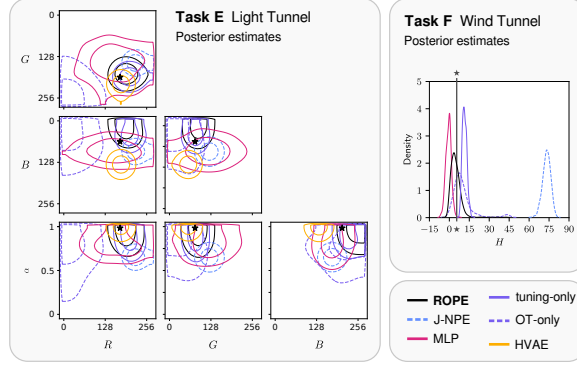 Task E Light Tunnel
Posterior estimates
0
128
256
G
0
128
256
B
1
0.5
0
α
0 128 256
R
0 128 256
G
0 128 256
B
Task F Wind Tunnel
Posterior estimates
5
4
3
2
1
0
Density
−15 0 15 30 45 60 75 90
H
ROPE
J-NPE
MLP
tuning-only
OT-only
HVAE